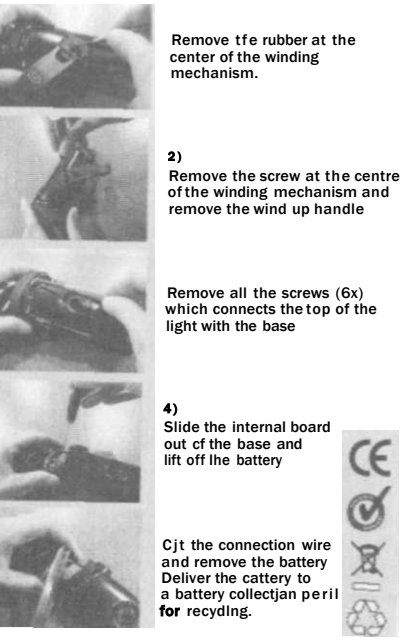 Remove tfe rubber at the
center of the winding
mechanism.
2)
Remove the screw at the centre
of the winding mechanism and
remove the wind up handle
Remove all the screws (6x)
which connects the top of the
light with the base
4)
Slide the internal board
out cf the base and
lift off lhe battery
Cjt the connection wire
and remove the battery
Deliver the cattery to
a battery collectjan peril
for recydlng.
CE